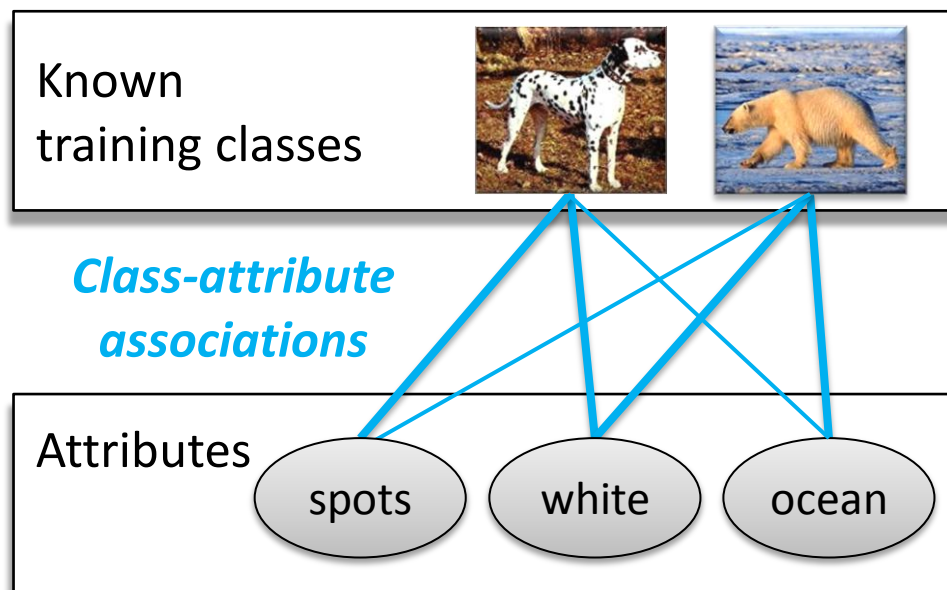 Known
training classes
Class-attribute
associations
Attributes
spots
white
ocean